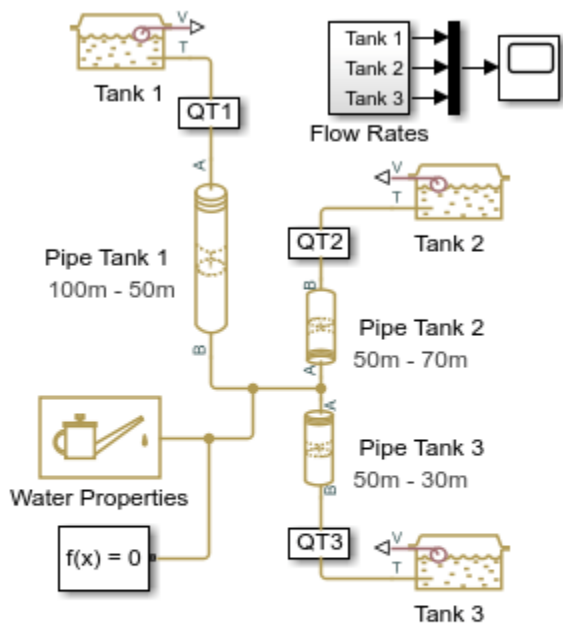 V
T
Tank 1
QT1
A
Pipe Tank 1
100m - 50m
B
Tank 1
Tank 2
Tank 3
Flow Rates
V
T
Tank 2
QT2
B
Pipe Tank 2
50m - 70m
A
A
Pipe Tank 3
50m - 30m
B
Water Properties
f(x) = 0
QT3
V
T
Tank 3